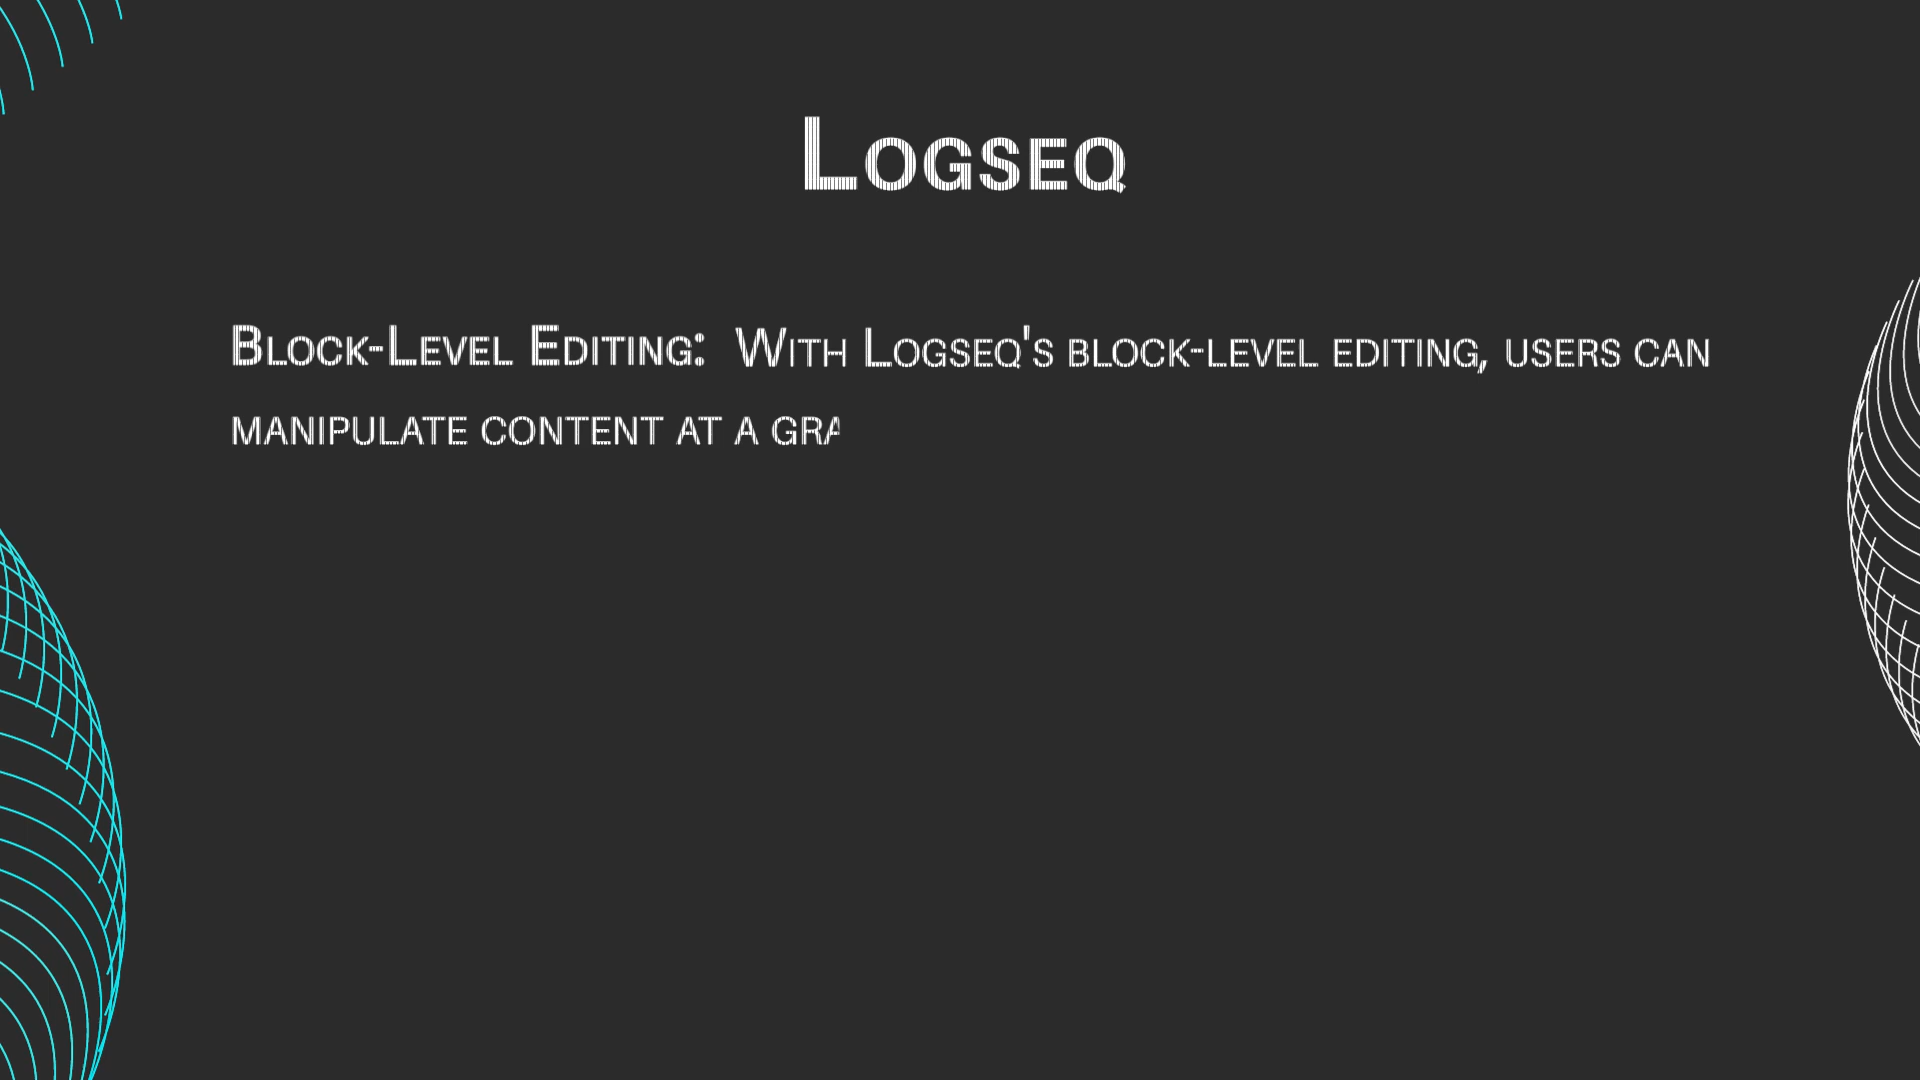 Logseq
Block-Level Editing: With Logseq's block-level editing, users can
manipulate content at a gra